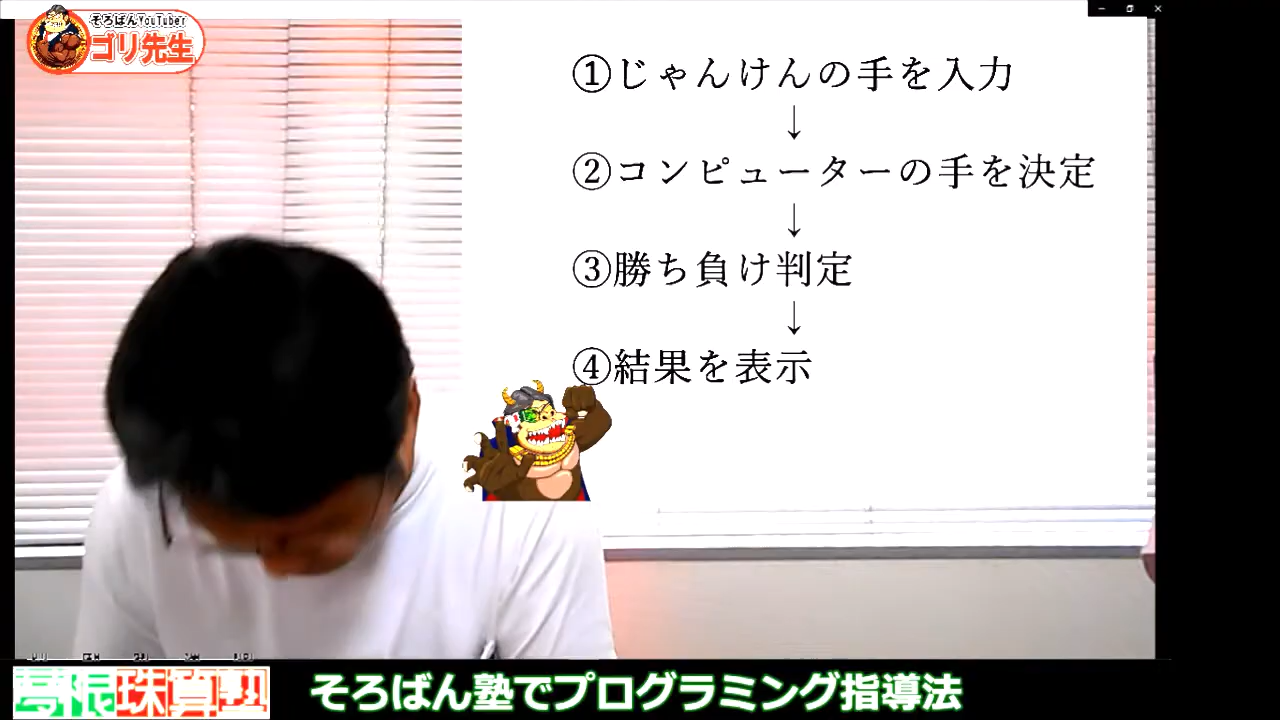 そろばんYouTuber
ゴリ先生
①じゃんけんの手を入力
↓
②コンピューターの手を決定
↓
③勝ち負け判定
↓
④結果を表示
珠算塾
そろばん塾でプログラミング指導法